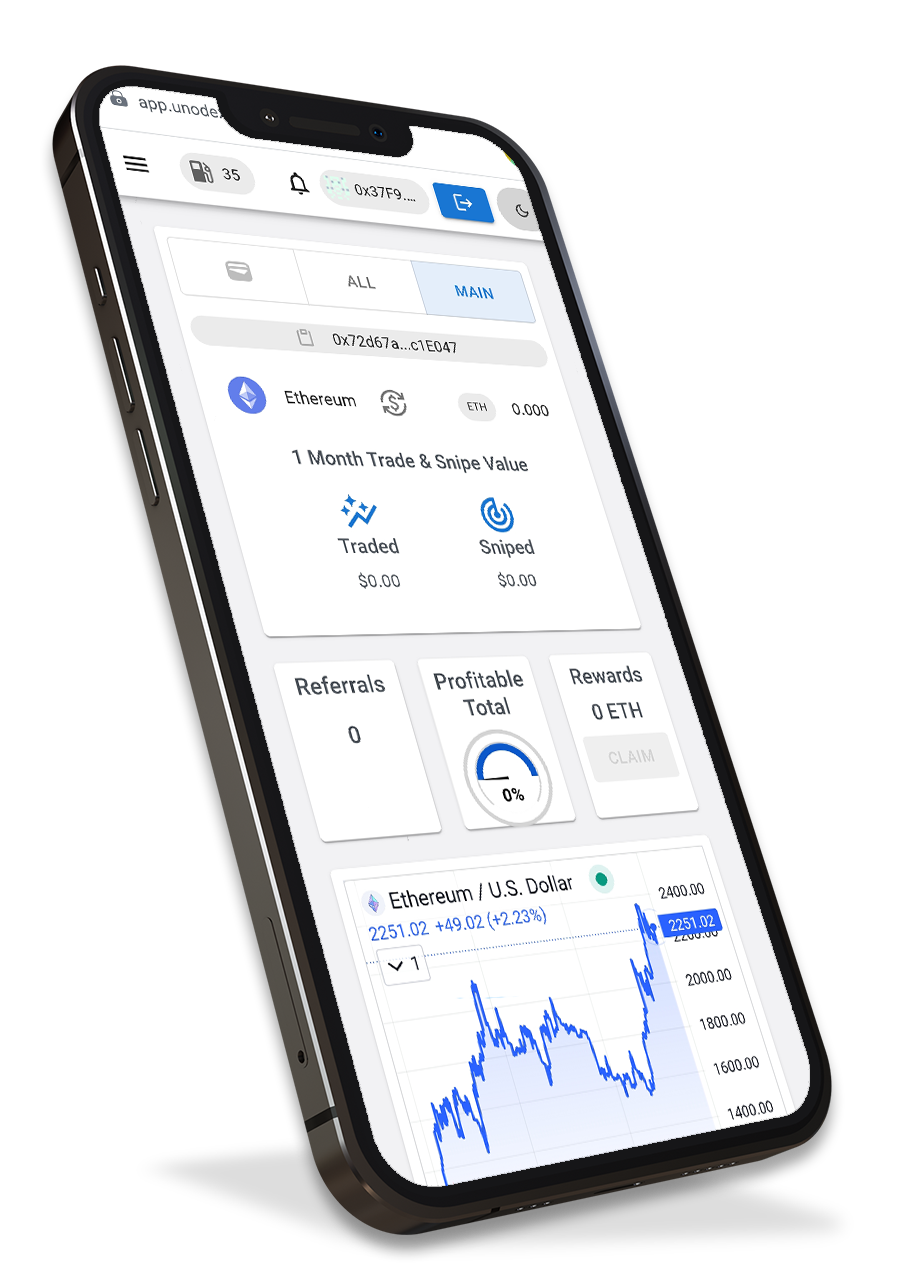 app.unode
35
0x37F9....
ALL
MAIN
0x72d67a...c1E047
Ethereum
ETH
0.000
1 Month Trade & Snipe Value
Traded
Sniped
$0.00
$0.00
Referrals
0
Profitable
Total
0%
Rewards
0 ETH
CLAIM
Ethereum / U.S. Dollar
2251.02 +49.02 (+2.23%)
1
2400.00
2251.02
2200.00
2000.00
1800.00
1600.00
1400.00